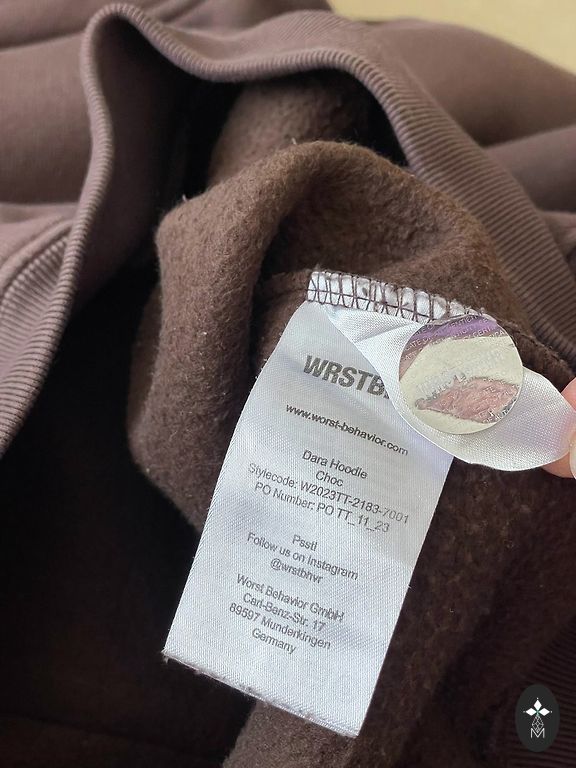 WRSTB
www.worst-behavior.com
Dara Hoodie
Choc
Stylecode: W2023TT-2183-7001
PO Number: PO TT_11_23
Psst!
Follow us on Instagram
@wrstbhvr
Worst Behavior GmbH
Carl-Benz-Str. 17
89597 Munderkingen
Germany
M